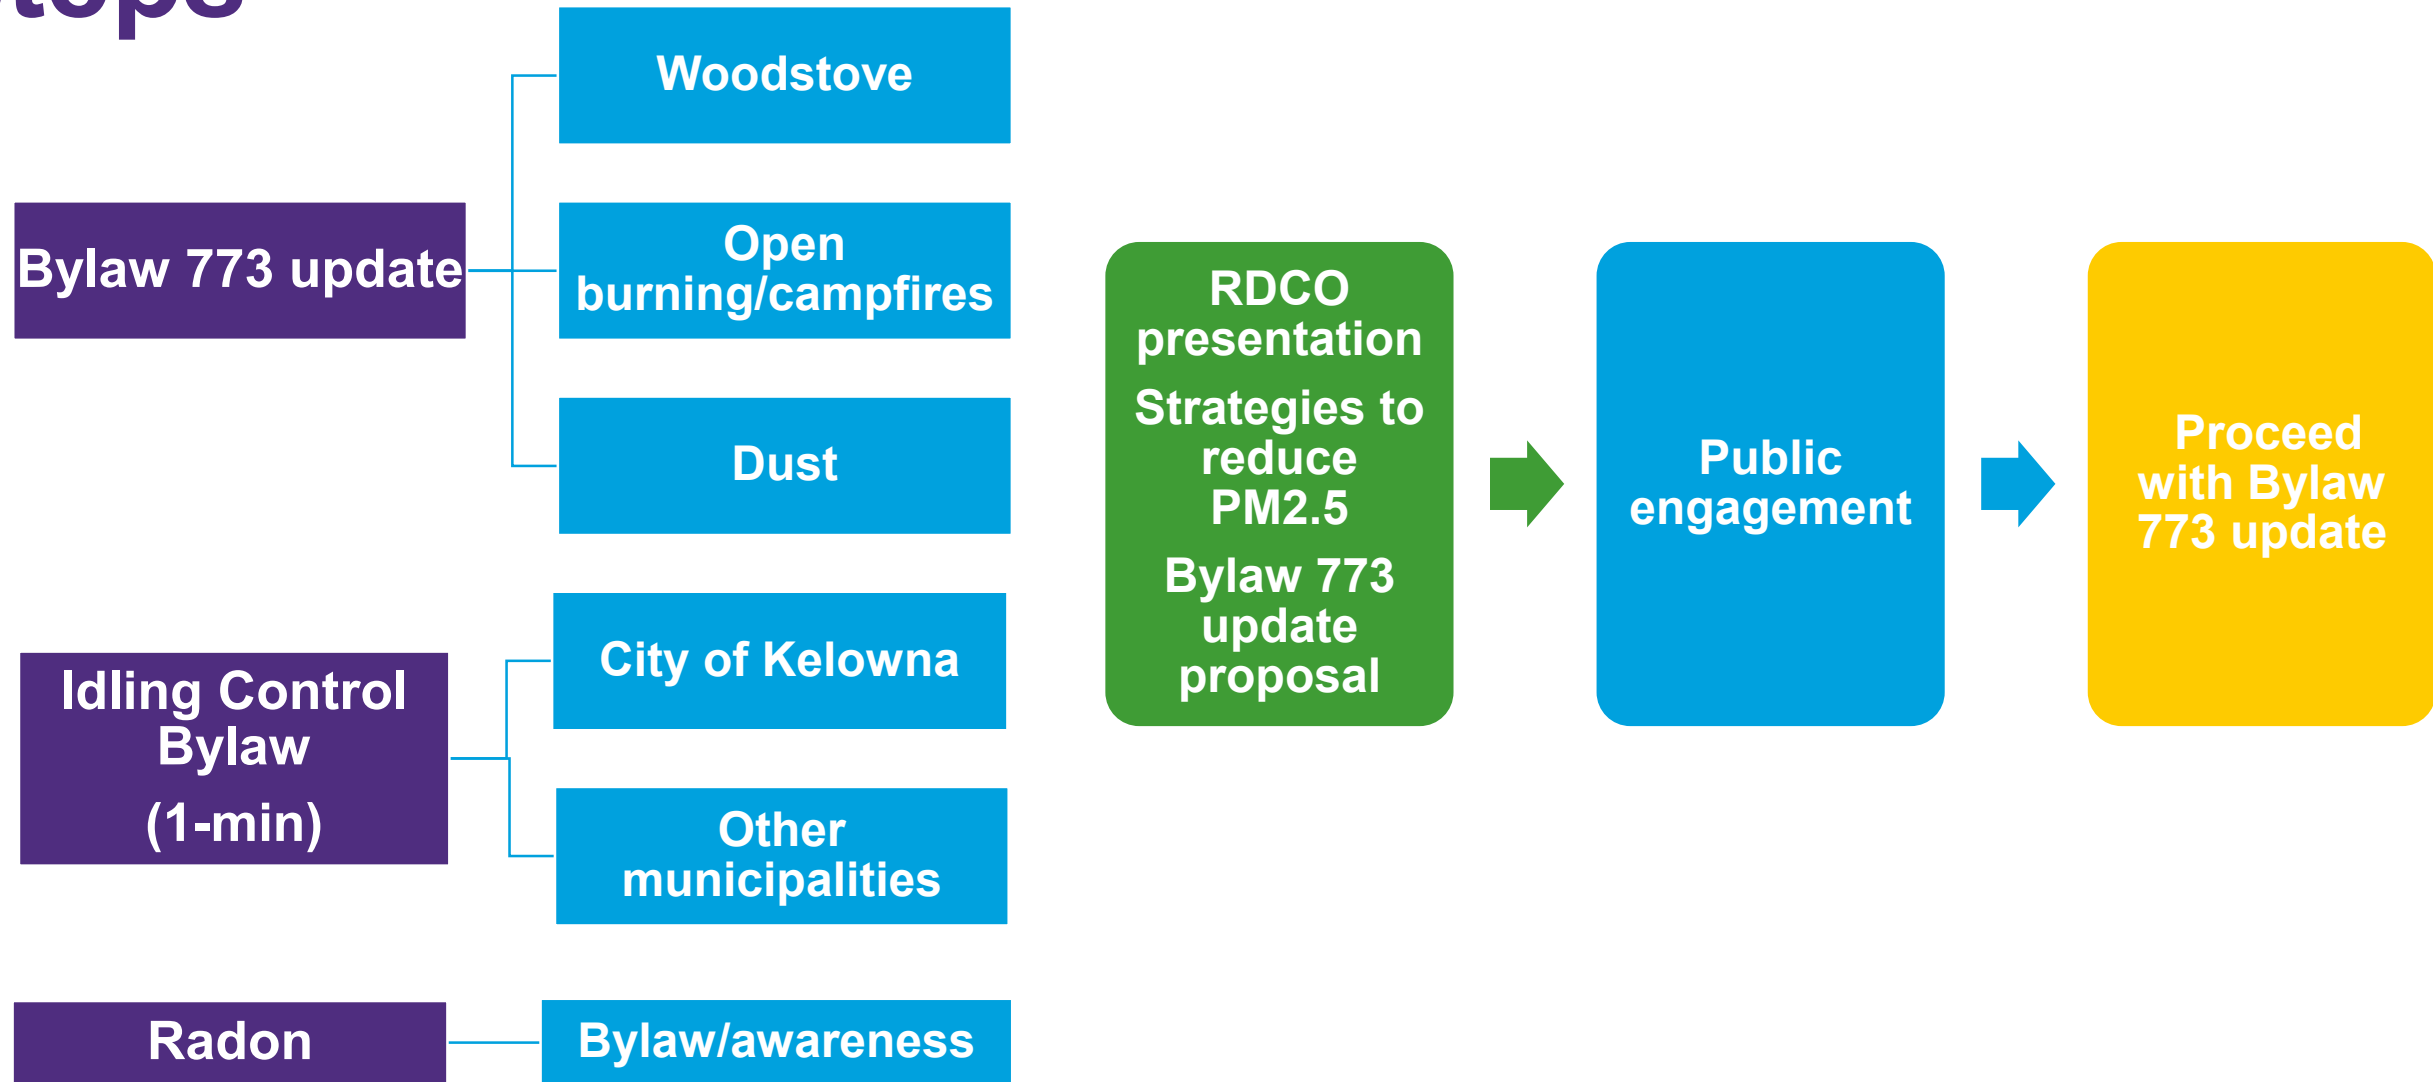 Bylaw 773 update
Woodstove
Open
burning/campfires
Dust
Idling Control
Bylaw
(1-min)
City of Kelowna
Other
municipalities
Radon
Bylaw/awareness
RDCO
presentation
Strategies to
reduce
PM2.5
Bylaw 773
update
proposal
Public
engagement
Proceed
with Bylaw
773 update